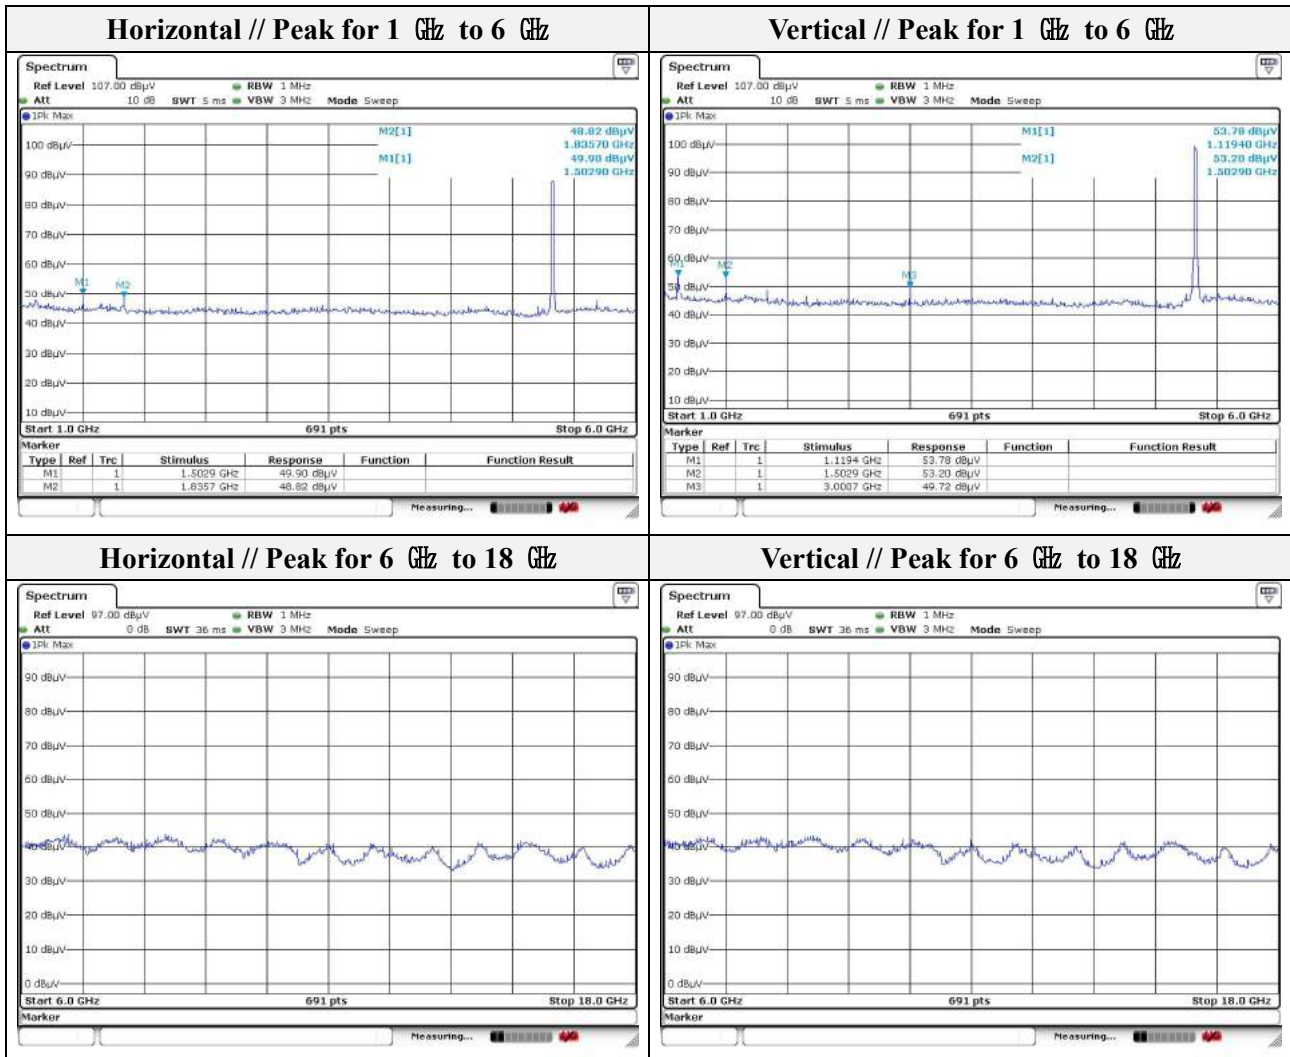 Horizontal // Peak for 1 ㎓ to 6 ㎓
Spectrum
Ref Level 107.00 dBµV RBW 1 MHz
Att 10 dB SWT 5 ms VBW 3 MHz Mode Sweep
1Pk Max
M2[1] 48.82 dBµV
1.83570 GHz
M1[1] 49.90 dBµV
1.50290 GHz
100 dBµV
90 dBµV
80 dBµV
70 dBµV
60 dBµV
M1 M2
50 dBµV
40 dBµV
30 dBµV
20 dBµV
10 dBµV
Start 1.0 GHz 691 pts Stop 6.0 GHz
Marker
Type Ref Trc Stimulus Response Function Function Result
M1 1 1.5029 GHz 49.90 dBµV
M2 1 1.8357 GHz 48.82 dBµV
Measuring...
Vertical // Peak for 1 ㎓ to 6 ㎓
Spectrum
Ref Level 107.00 dBµV RBW 1 MHz
Att 10 dB SWT 5 ms VBW 3 MHz Mode Sweep
1Pk Max
M1[1] 53.78 dBµV
1.11940 GHz
M2[1] 53.20 dBµV
1.50290 GHz
100 dBµV
90 dBµV
80 dBµV
70 dBµV
60 dBµV
M1 M2 M3
50 dBµV
40 dBµV
30 dBµV
20 dBµV
10 dBµV
Start 1.0 GHz 691 pts Stop 6.0 GHz
Marker
Type Ref Trc Stimulus Response Function Function Result
M1 1 1.1194 GHz 53.78 dBµV
M2 1 1.5029 GHz 53.20 dBµV
M3 1 3.0007 GHz 49.72 dBµV
Measuring...
Horizontal // Peak for 6 ㎓ to 18 ㎓
Spectrum
Ref Level 97.00 dBµV RBW 1 MHz
Att 0 dB SWT 36 ms VBW 3 MHz Mode Sweep
1Pk Max
90 dBµV
80 dBµV
70 dBµV
60 dBµV
50 dBµV
40 dBµV
30 dBµV
20 dBµV
10 dBµV
0 dBµV
Start 6.0 GHz 691 pts Stop 18.0 GHz
Marker
Measuring...
Vertical // Peak for 6 ㎓ to 18 ㎓
Spectrum
Ref Level 97.00 dBµV RBW 1 MHz
Att 0 dB SWT 36 ms VBW 3 MHz Mode Sweep
1Pk Max
90 dBµV
80 dBµV
70 dBµV
60 dBµV
50 dBµV
40 dBµV
30 dBµV
20 dBµV
10 dBµV
0 dBµV
Start 6.0 GHz 691 pts Stop 18.0 GHz
Marker
Measuring...